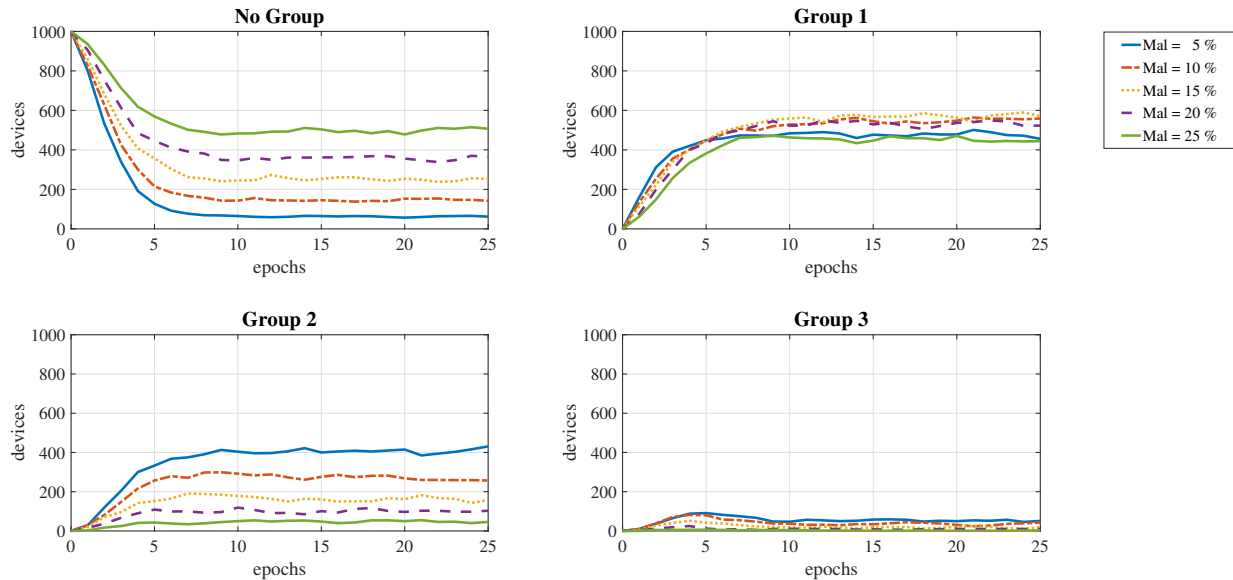 No Group
1000
800
600
400
200
0
devices
0 5 10 15 20 25
epochs
Group 1
1000
800
600
400
200
0
devices
0 5 10 15 20 25
epochs
Mal = 5 %
Mal = 10 %
Mal = 15 %
Mal = 20 %
Mal = 25 %
Group 2
1000
800
600
400
200
0
devices
0 5 10 15 20 25
epochs
Group 3
1000
800
600
400
200
0
devices
0 5 10 15 20 25
epochs